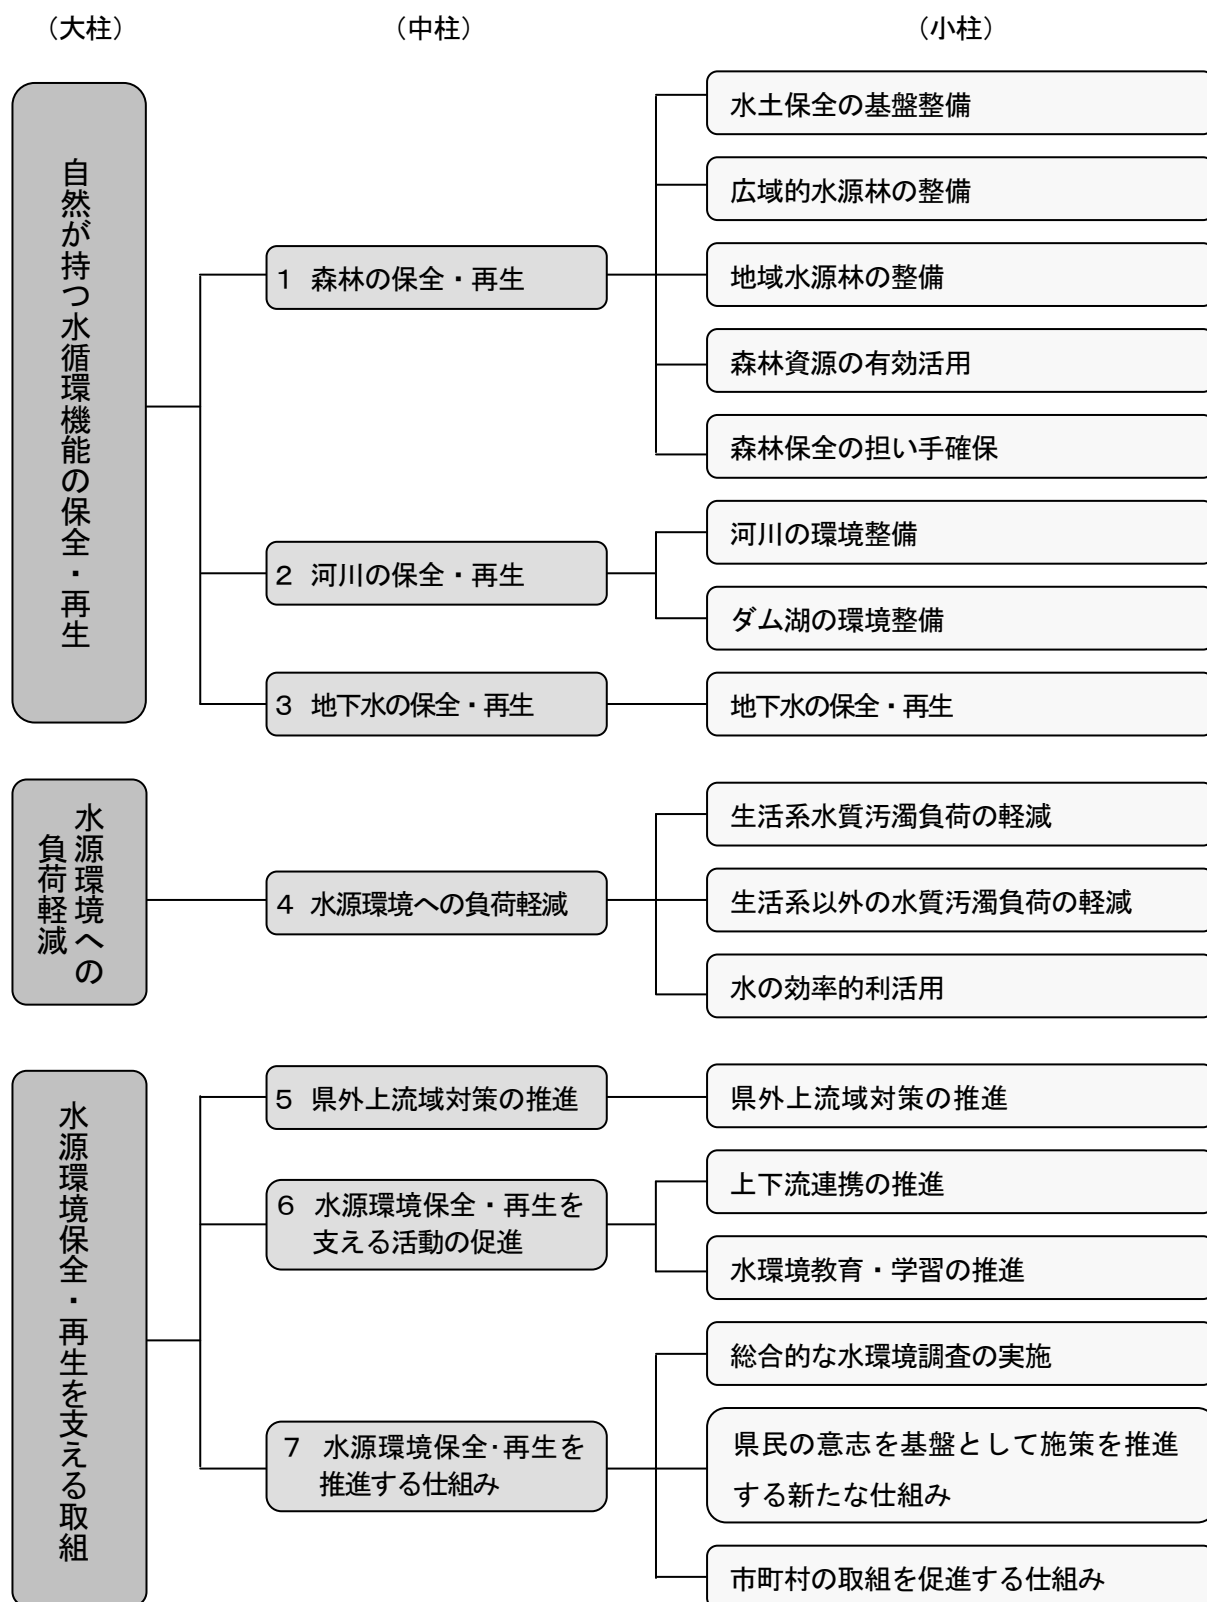 （大柱）
（中柱）
（小柱）
自然が持つ水循環機能の保全・再生
1 森林の保全・再生
水土保全の基盤整備
広域的水源林の整備
地域水源林の整備
森林資源の有効活用
森林保全の担い手確保
2 河川の保全・再生
河川の環境整備
ダム湖の環境整備
3 地下水の保全・再生
地下水の保全・再生
水源環境への
負荷軽減
4 水源環境への負荷軽減
生活系水質汚濁負荷の軽減
生活系以外の水質汚濁負荷の軽減
水の効率的利活用
水源環境保全・再生を支える取組
5 県外上流域対策の推進
県外上流域対策の推進
6 水源環境保全・再生を
支える活動の促進
上下流連携の推進
水環境教育・学習の推進
7 水源環境保全・再生を
推進する仕組み
総合的な水環境調査の実施
県民の意志を基盤として施策を推進
する新たな仕組み
市町村の取組を促進する仕組み